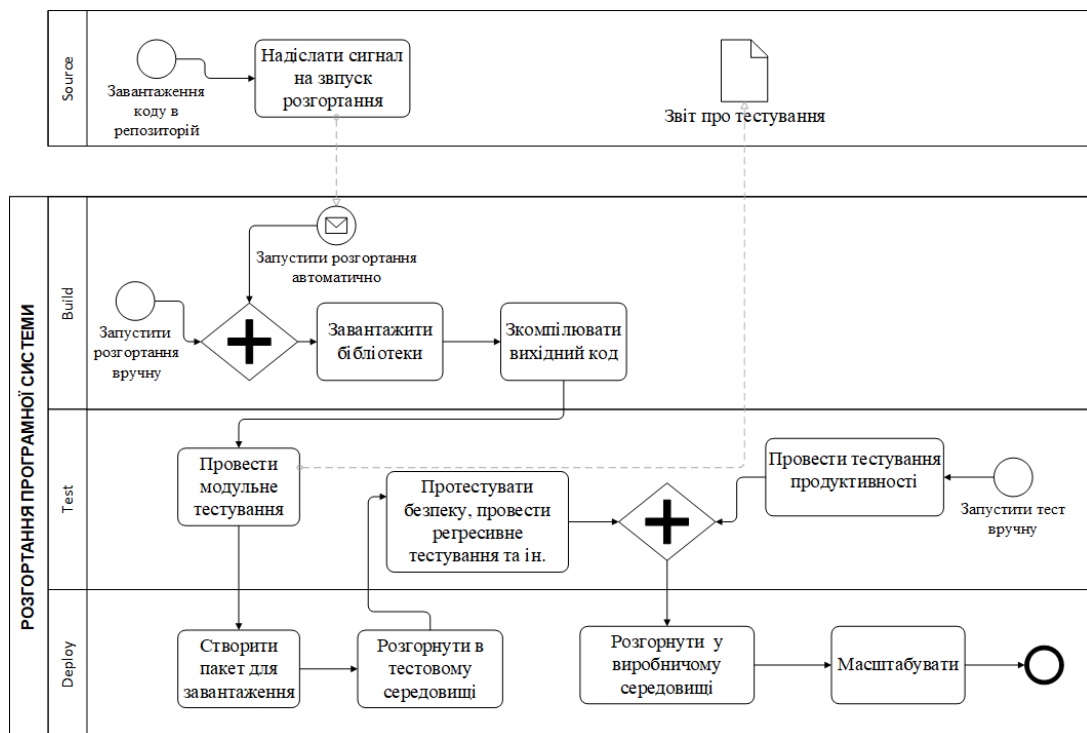 Source
Завантаження
коду в
репозиторій
Надіслати сигнал
на звпуск
розгортання
Звіт про тестування
РОЗГОРТАННЯ ПРОГРАМНОЇ СИСТЕМИ
Build
Запустити розгортання
автоматично
Запустити
розгортання
вручну
Завантажити
бібліотеки
Зкомпілювати
вихідний код
Test
Провести
модульне
тестування
Протестувати
безпеку, провести
регресивне
тестування та ін.
Провести тестування
продуктивності
Запустити тест
вручну
Deploy
Створити
пакет для
завантаження
Розгорнути в
тестовому
середовищі
Розгорнути у
виробничому
середовищі
Масштабувати